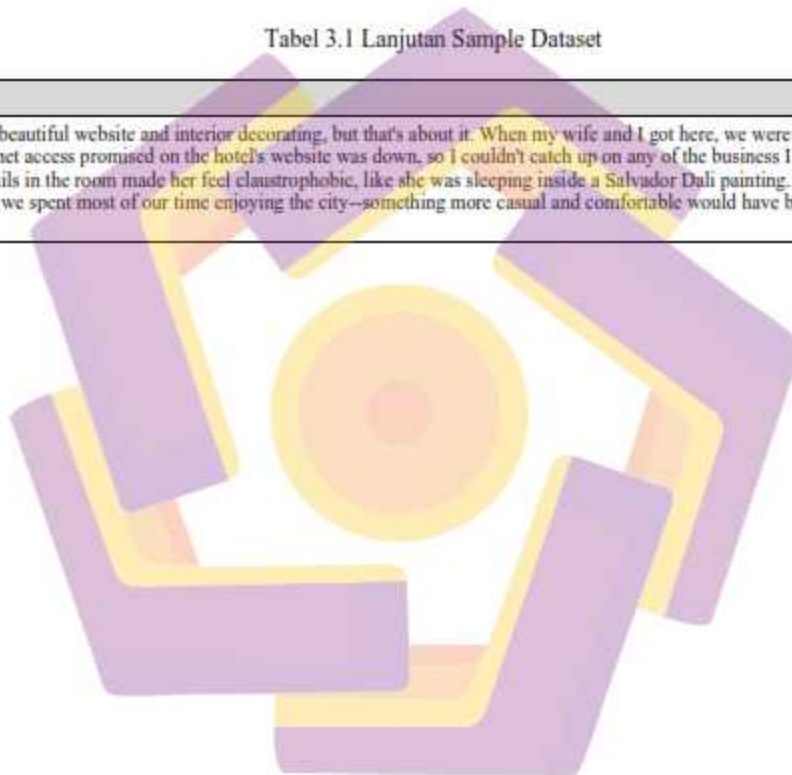 Tabel 3.1 Lanjutan Sample Dataset
beautiful website and interior decorating, but that's about it. When my wife and I got here, we were
net access promised on the hotel's website was down, so I couldn't catch up on any of the business I
ils in the room made her feel claustrophobic, like she was sleeping inside a Salvador Dali painting.
we spent most of our time enjoying the city--something more casual and comfortable would have b